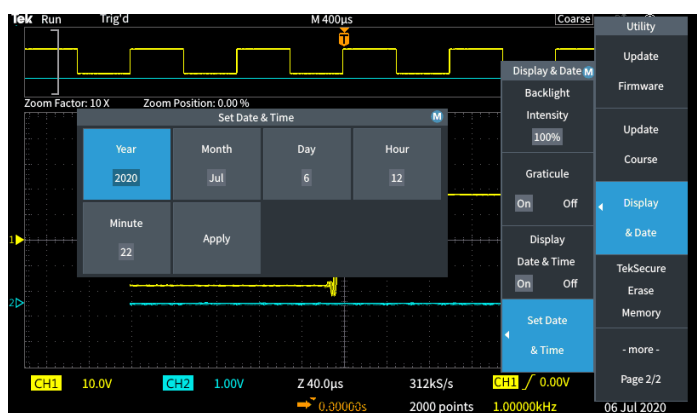 Tek Run Trig'd M 400µs Coarse
T
Zoom Factor: 10 X Zoom Position: 0.00 %
Set Date & Time M
Year
2020
Month
Jul
Day
6
Hour
12
Minute
22
Apply
1
2
Display & Date M
Backlight
Intensity
100%
Graticule
On Off
Display
Date & Time
On Off
Set Date
& Time
Utility
Update
Firmware
Update
Course
Display
& Date
TekSecure
Erase
Memory
- more -
Page 2/2
CH1 10.0V CH2 1.00V Z 40.0µs 312kS/s CH1 / 0.00V
T 0.00000s 2000 points 1.00000kHz 06 Jul 2020